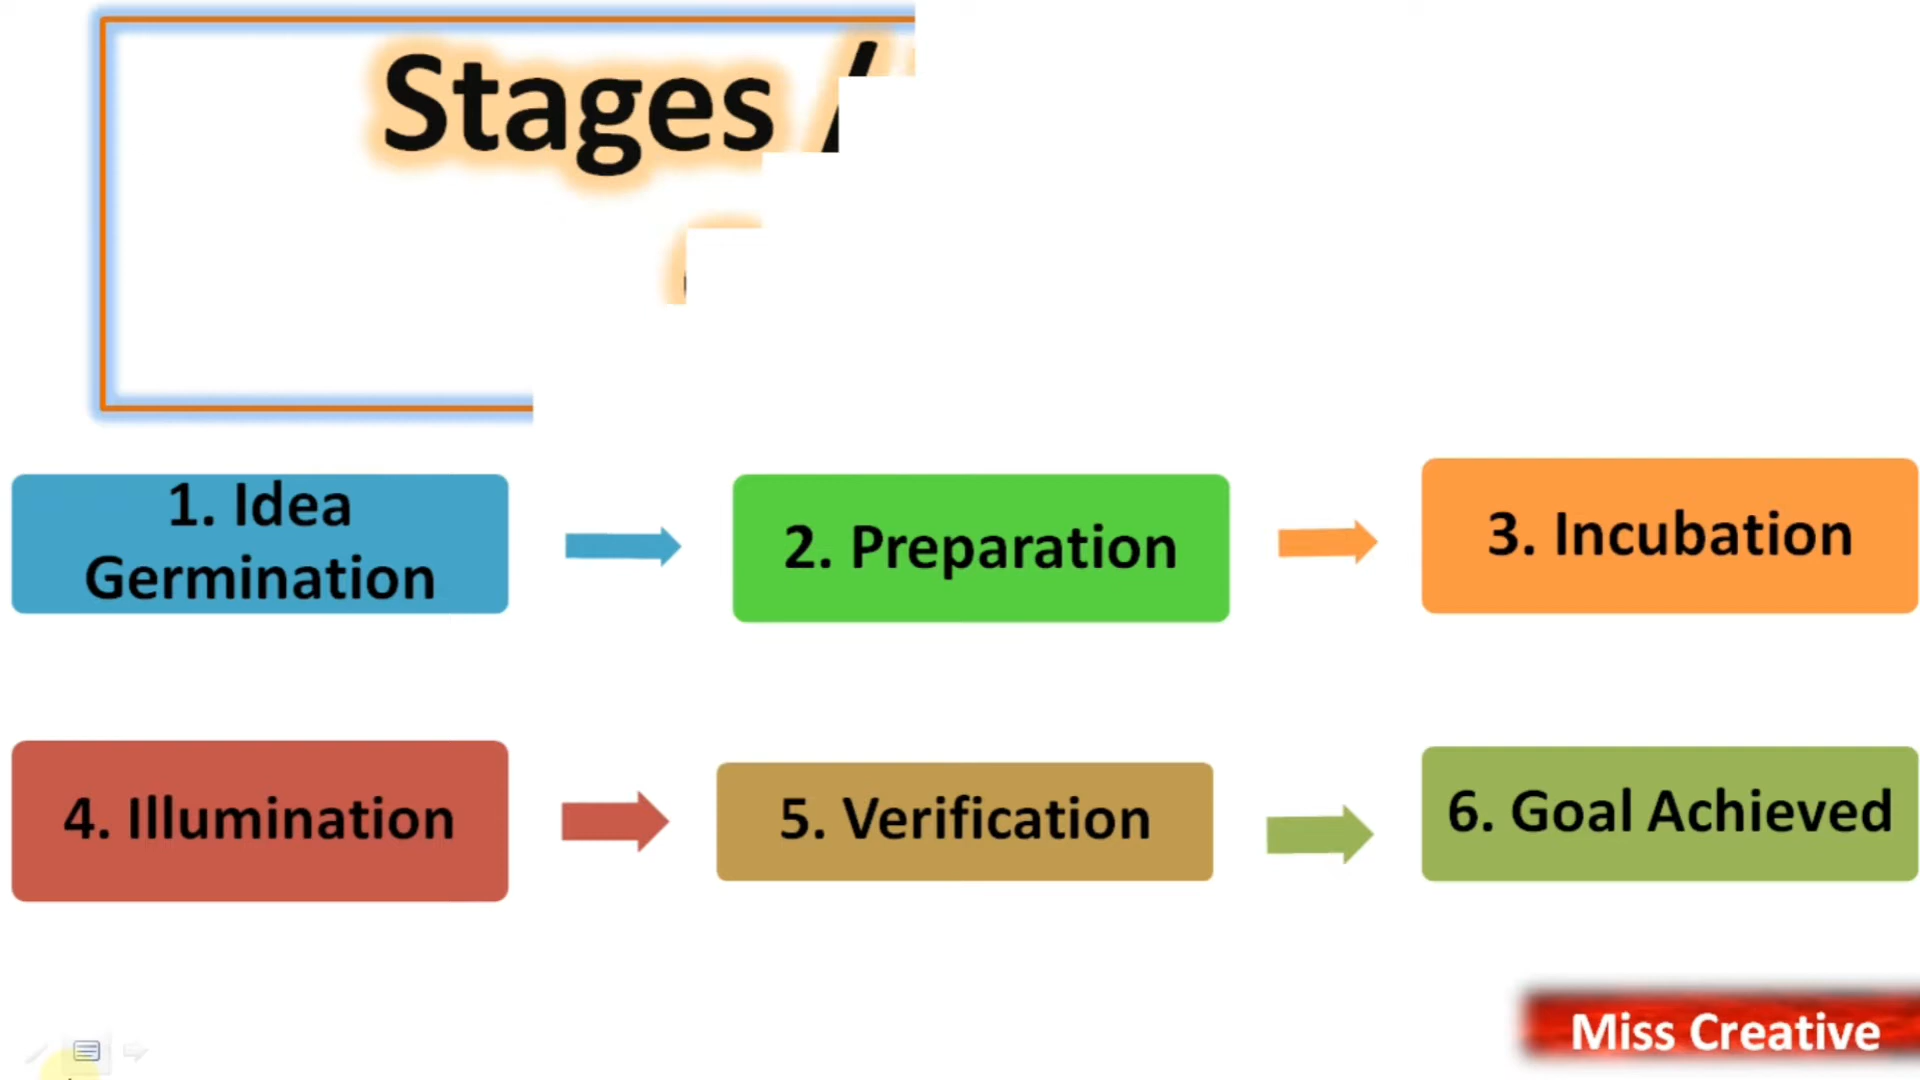 Stages /
1. Idea
Germination
2. Preparation
3. Incubation
4. Illumination
5. Verification
6. Goal Achieved
Miss Creative